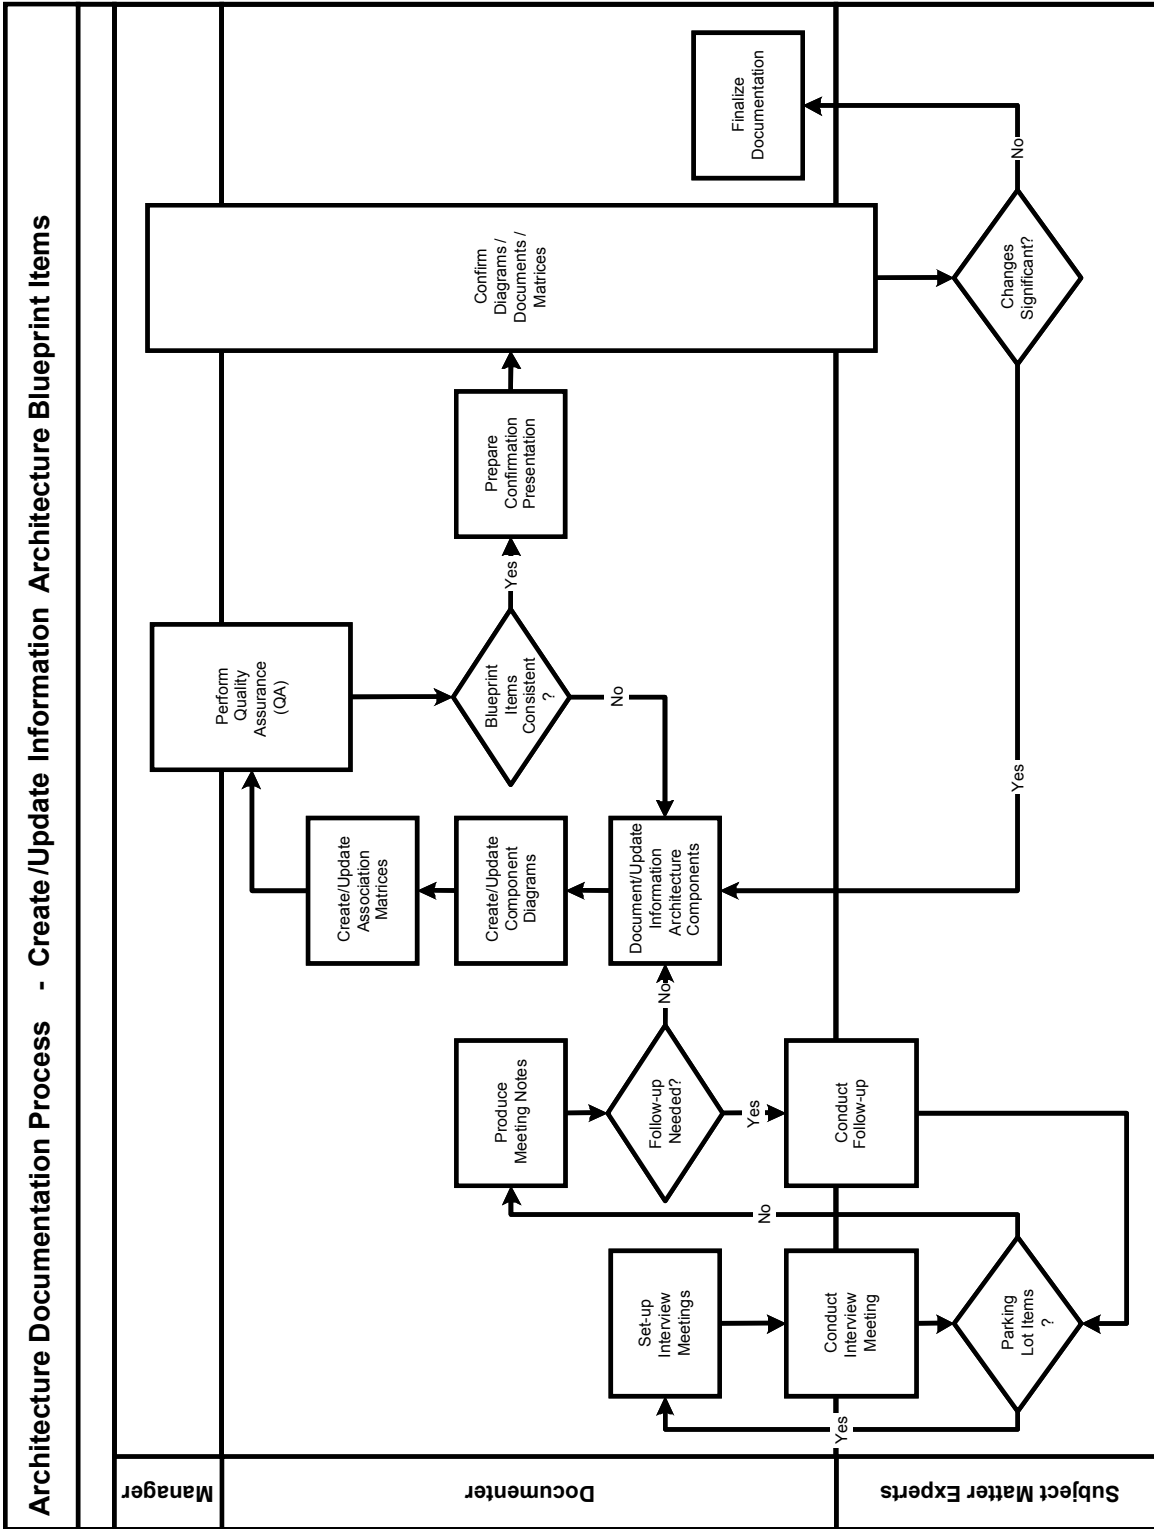 Architecture Documentation Process - Create/Update Information Architecture Blueprint Items
Manager
Documenter
Subject Matter Experts
Set-up
Interview
Meetings
Conduct
Interview
Meeting
Parking
Lot Items
?
Yes
No
Produce
Meeting Notes
Follow-up
Needed?
Yes
No
Conduct
Follow-up
Document/Update
Information
Architecture
Components
Create/Update
Component
Diagrams
Create/Update
Association
Matrices
Perform
Quality
Assurance
(QA)
Blueprint
Items
Consistent
?
No
Yes
Prepare
Confirmation
Presentation
Confirm
Diagrams /
Documents /
Matrices
Changes
Significant?
Yes
No
Finalize
Documentation